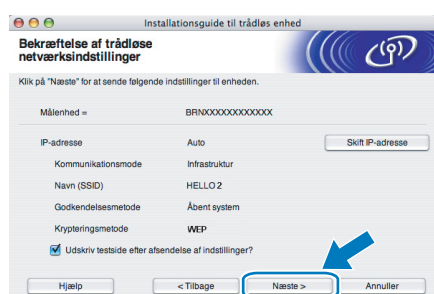 Installationsguide til trådløs enhed
Bekræftelse af trådløse
netværksindstillinger
Klik på "Næste" for at sende følgende indstillinger til enheden.
Målenhed = BRNXXXXXXXXXXXX
IP-adresse Auto Skift IP-adresse
Kommunikationsmode Infrastruktur
Navn (SSID) HELLO 2
Godkendelsesmetode Åbent system
Krypteringsmetode WEP
Udskriv testside efter afsendelse af indstillinger?
Hjælp < Tilbage Næste > Annuller